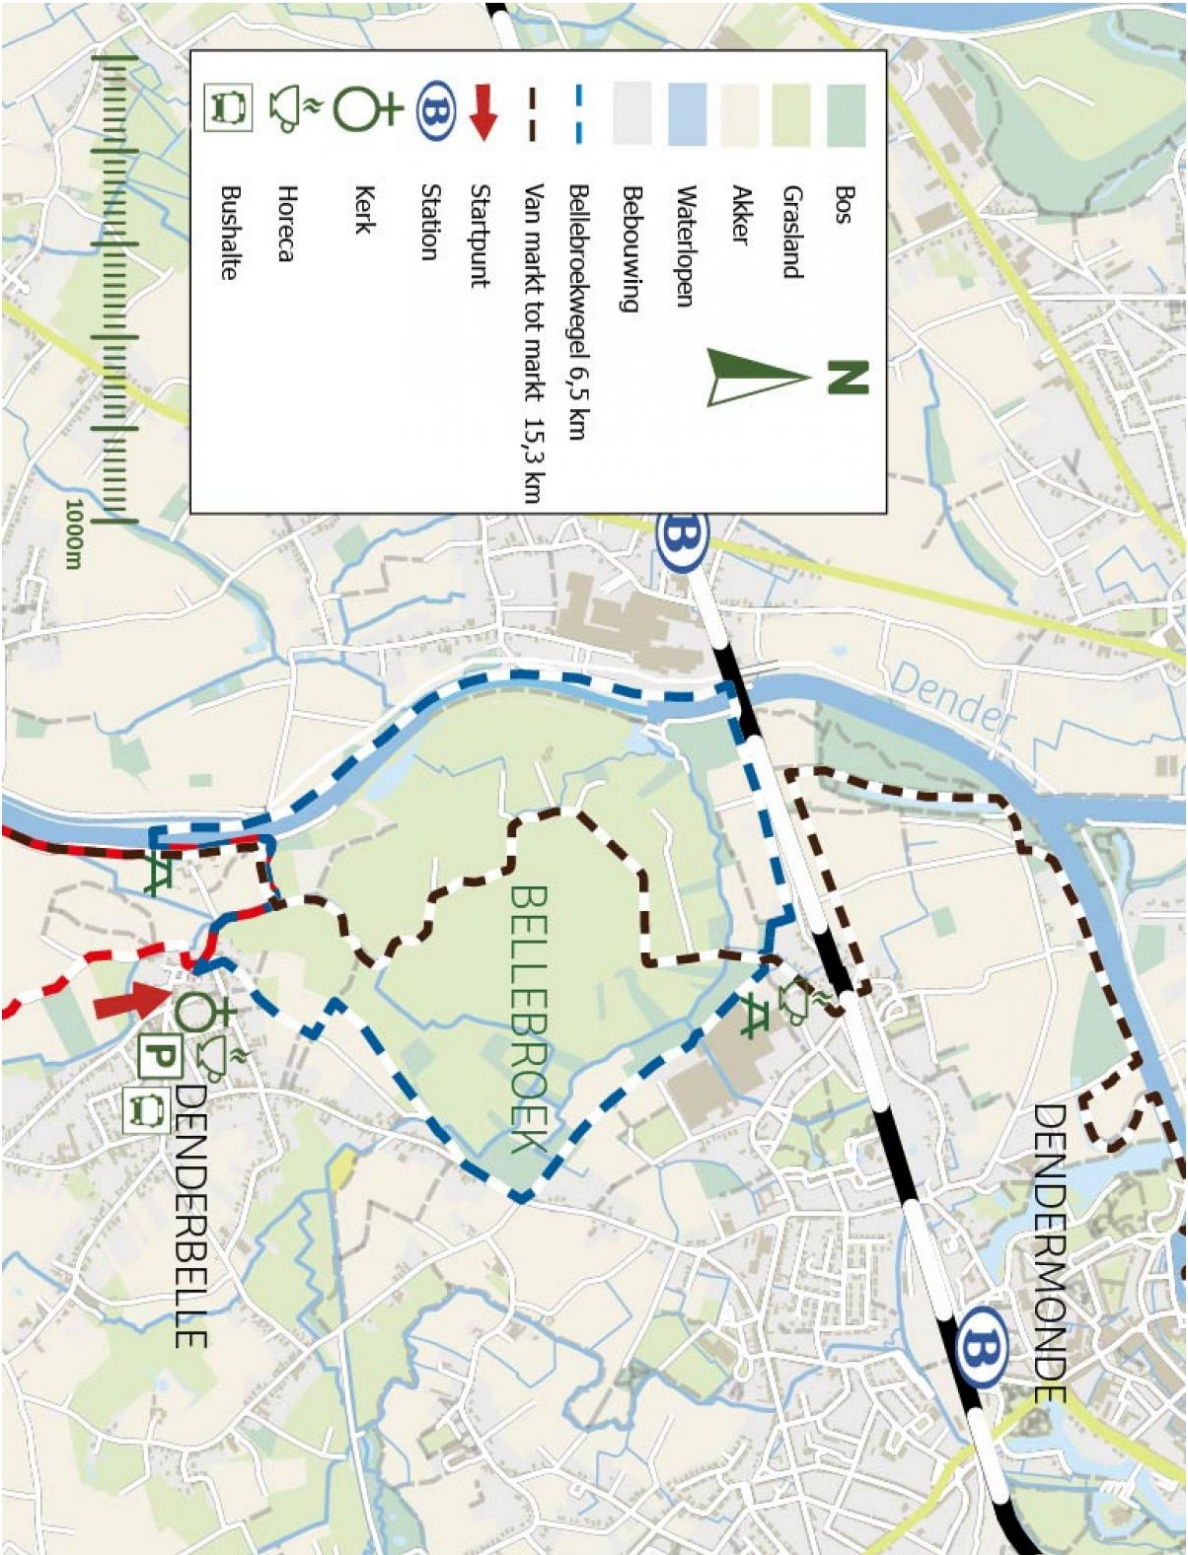 Bos
Grasland
Akker
Waterlopen
Bebouwing
Bellebroekwegel 6,5 km
Van markt tot markt 15,3 km
Startpunt
B
Station
Kerk
Horeca
Bushalte
N
1000m
B
Dender
BELLEBROEK
DENDERMONDE
B
P
DENDERBELLE